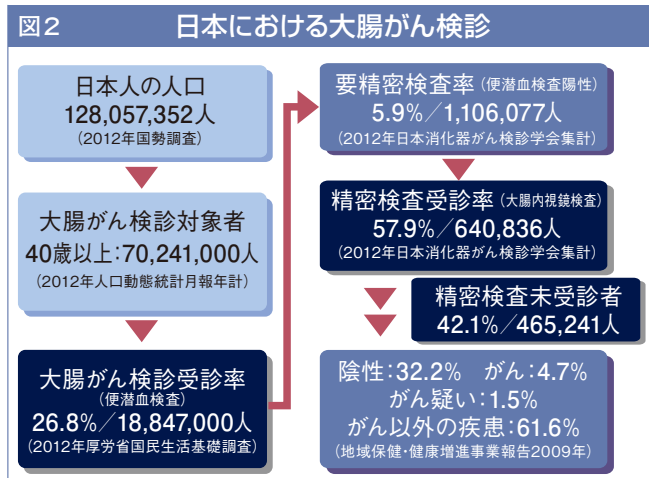 図2 日本における大腸がん検診
日本人の人口
128,057,352人
(2012年国勢調査)
大腸がん検診対象者
40歳以上:70,241,000人
(2012年人口動態統計月報年計)
大腸がん検診受診率
(便潜血検査)
26.8%/18,847,000人
(2012年厚労省国民生活基礎調査)
要精密検査率(便潜血検査陽性)
5.9%/1,106,077人
(2012年日本消化器がん検診学会集計)
精密検査受診率(大腸内視鏡検査)
57.9%/640,836人
(2012年日本消化器がん検診学会集計)
精密検査未受診者
42.1%/465,241人
陰性:32.2% がん:4.7%
がん疑い:1.5%
がん以外の疾患:61.6%
(地域保健・健康増進事業報告2009年)